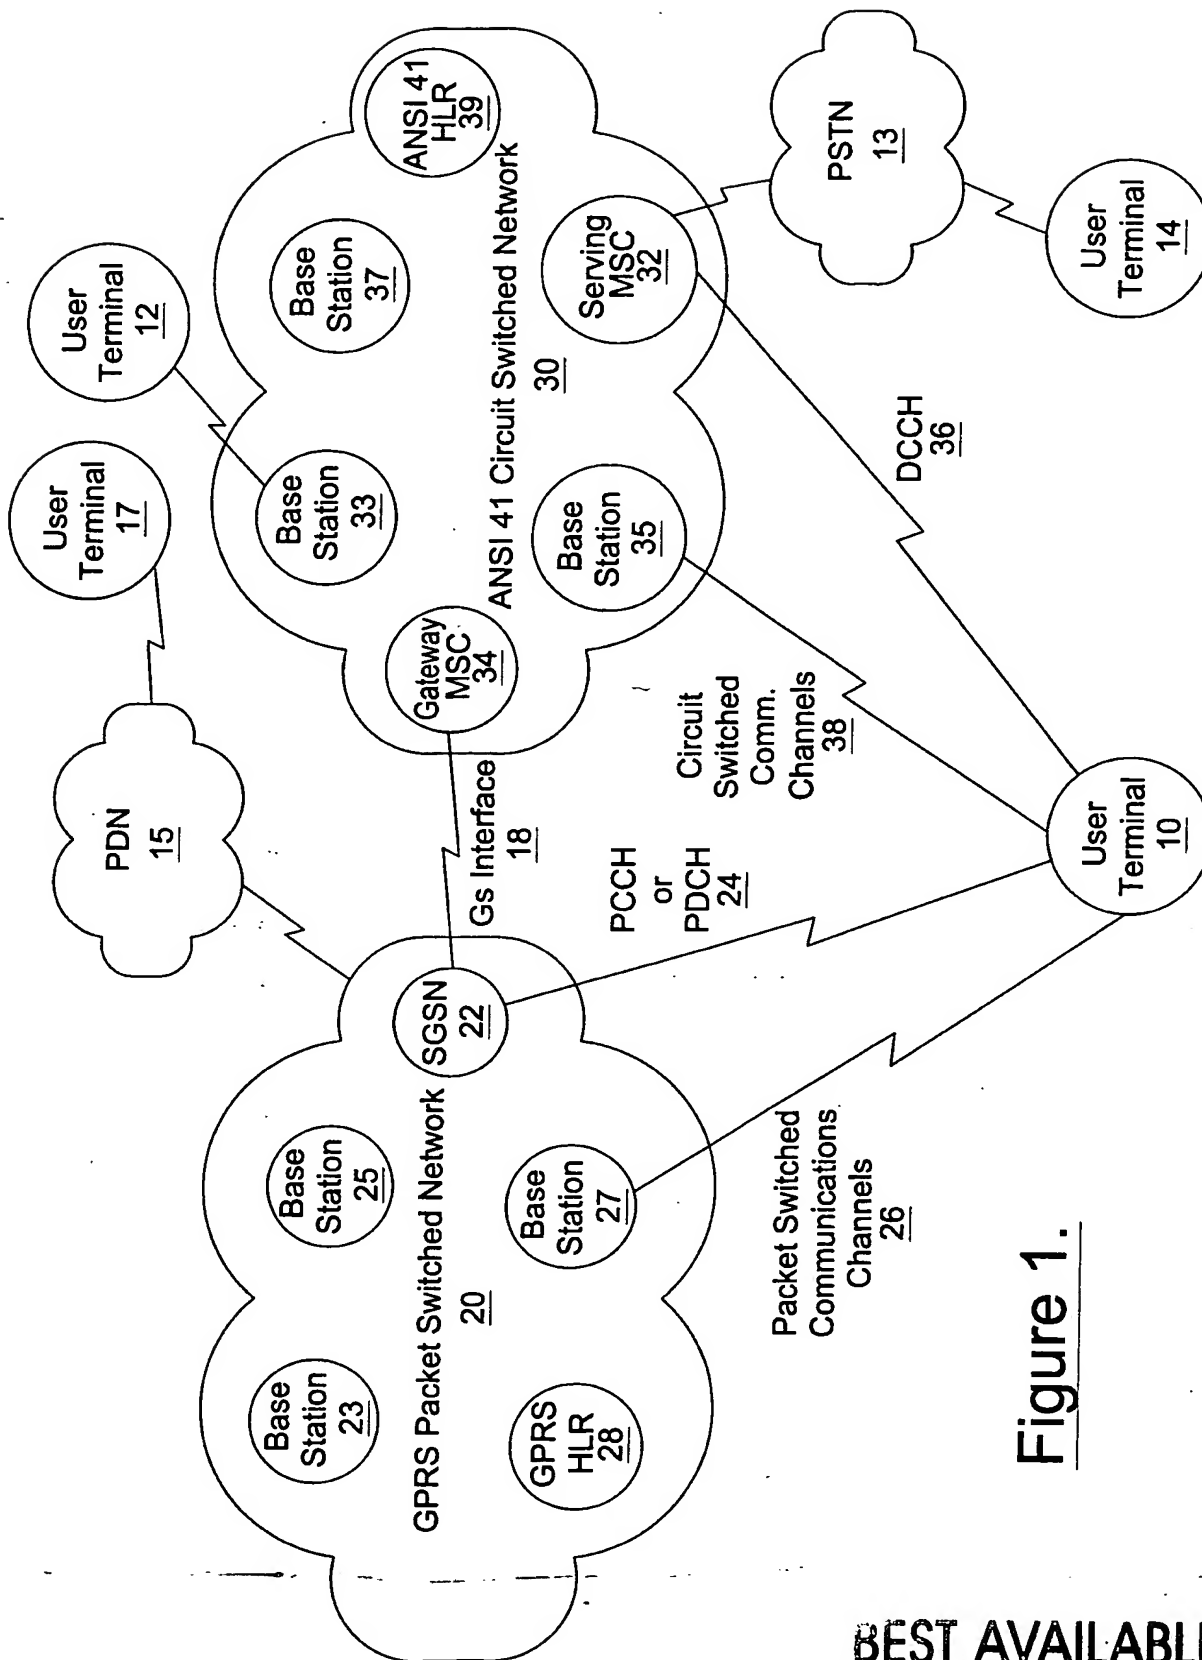 User
Terminal
17
User
Terminal
12
PDN
15
Base
Station
33
Base
Station
37
ANSI 41
HLR
39
Gateway
MSC
34
ANSI 41 Circuit Switched Network
30
Base
Station
35
Serving
MSC
32
Gs Interface
18
Base
Station
23
Base
Station
25
GPRS Packet Switched Network
20
SGSN
22
GPRS
HLR
28
Base
Station
27
PCCH
or
PDCH
24
Circuit
Switched
Comm.
Channels
38
DCCH
36
PSTN
13
User
Terminal
14
Packet Switched
Communications
Channels
26
User
Terminal
10
Figure 1.
BEST AVAILABL